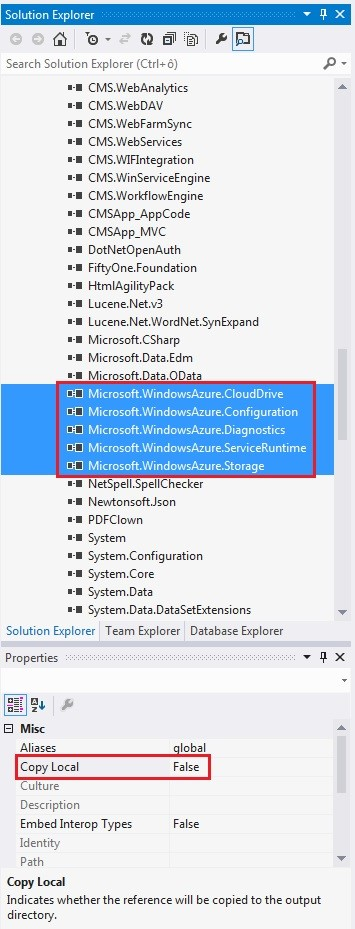 Solution Explorer
Search Solution Explorer (Ctrl+ó)
CMS.WebAnalytics
CMS.WebDAV
CMS.WebFarmSync
CMS.WebServices
CMS.WIFIntegration
CMS.WinServiceEngine
CMS.WorkflowEngine
CMSApp_AppCode
CMSApp_MVC
DotNetOpenAuth
FiftyOne.Foundation
HtmlAgilityPack
Lucene.Net.v3
Lucene.Net.WordNet.SynExpand
Microsoft.CSharp
Microsoft.Data.Edm
Microsoft.Data.OData
Microsoft.WindowsAzure.CloudDrive
Microsoft.WindowsAzure.Configuration
Microsoft.WindowsAzure.Diagnostics
Microsoft.WindowsAzure.ServiceRuntime
Microsoft.WindowsAzure.Storage
NetSpell.SpellChecker
Newtonsoft.Json
PDFClown
System
System.Configuration
System.Core
System.Data
System.Data.DataSetExtensions
Solution Explorer Team Explorer Database Explorer
Properties
Misc
Aliases global
Copy Local False
Culture
Description
Embed Interop Types False
Identity
Path
Copy Local
Indicates whether the reference will be copied to the output
directory.